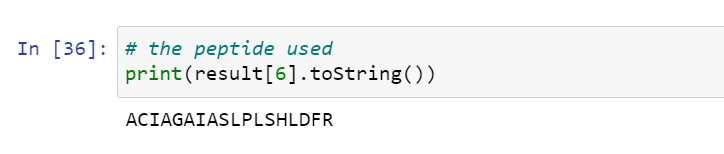 In [36]: # the peptide used
print(result[6].toString())
ACIAGAIASLPLSHLDFR